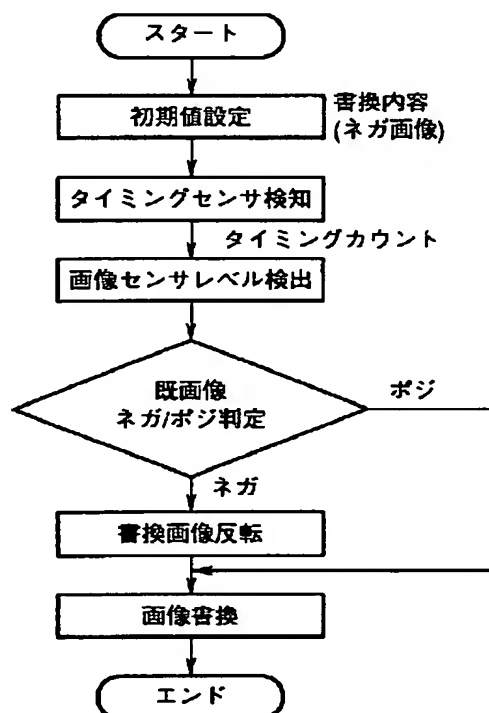 スタート
初期値設定
書換内容
(ネガ画像)
タイミングセンサ検知
タイミングカウント
画像センサレベル検出
既画像
ネガ/ポジ判定
ポジ
ネガ
書換画像反転
画像書換
エンド